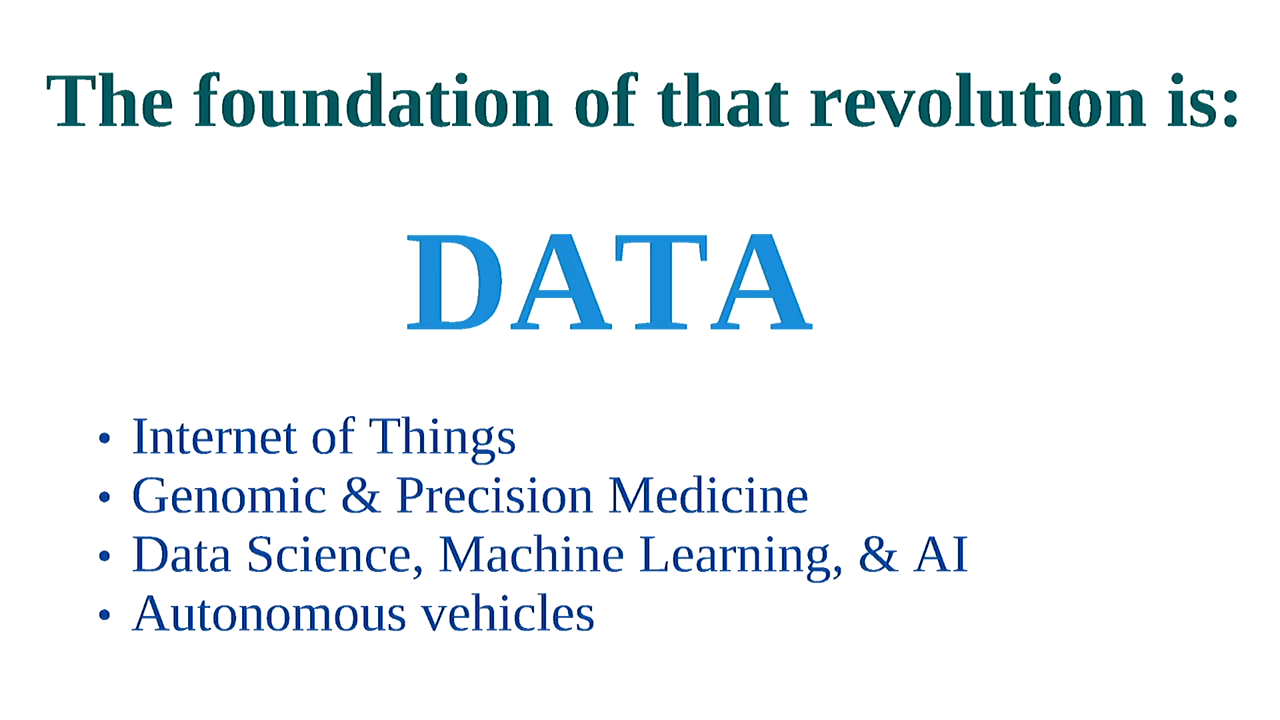 The foundation of that revolution is:
DATA
• Internet of Things
• Genomic & Precision Medicine
• Data Science, Machine Learning, & AI
• Autonomous vehicles